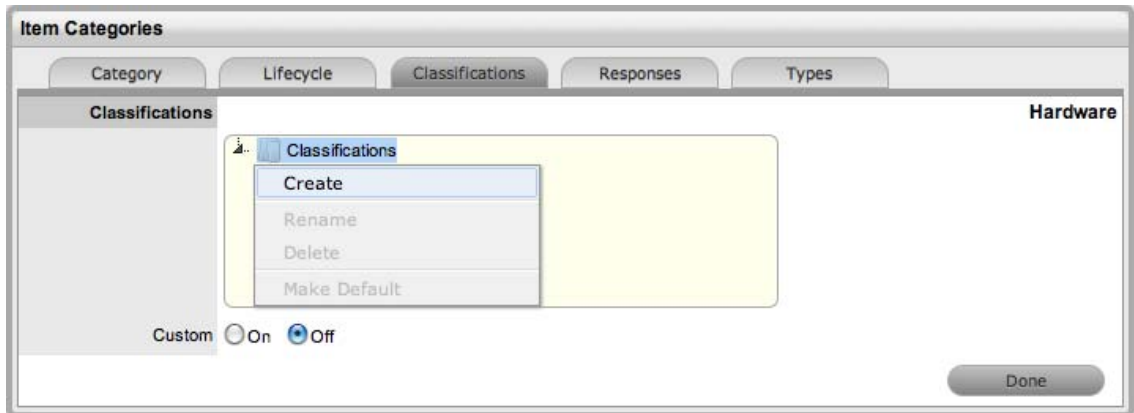 Item Categories
Category Lifecycle Classifications Responses Types
Classifications Hardware
Classifications
Create
Rename
Delete
Make Default
Custom On Off
Done